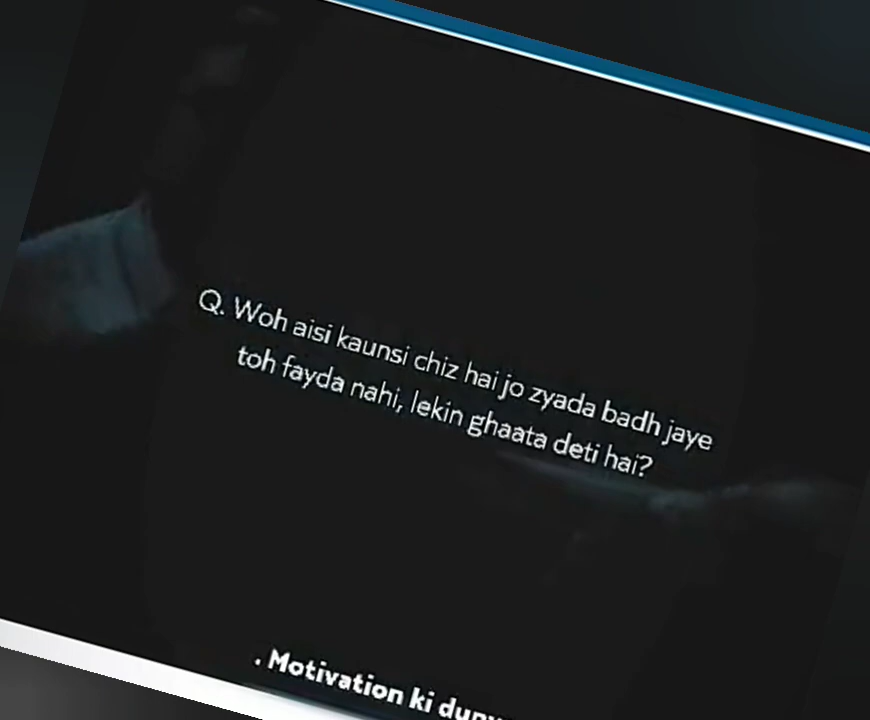 Q. Woh aisi kaunsi chiz hai jo zyada badh jaye
toh fayda nahi, lekin ghaata deti hai?
. Motivation ki